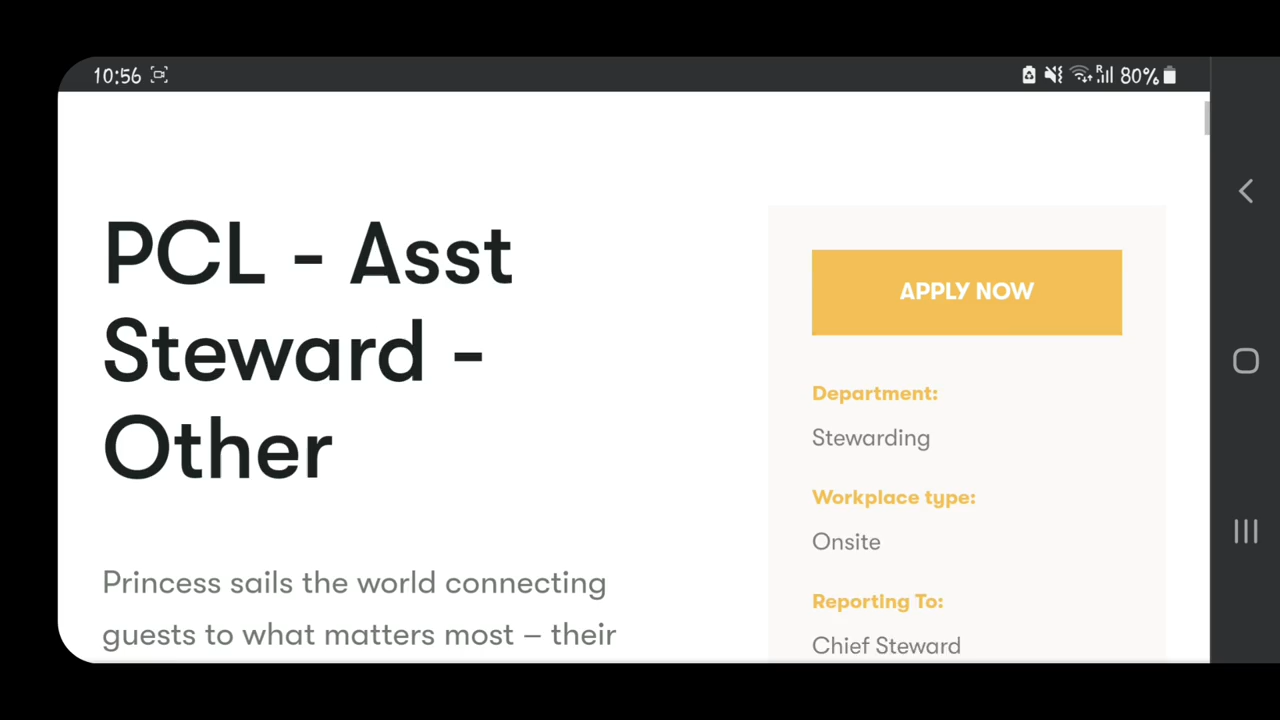 10:56
R 80%
PCL - Asst
Steward -
Other
Princess sails the world connecting
guests to what matters most – their
APPLY NOW
Department:
Stewarding
Workplace type:
Onsite
Reporting To:
Chief Steward